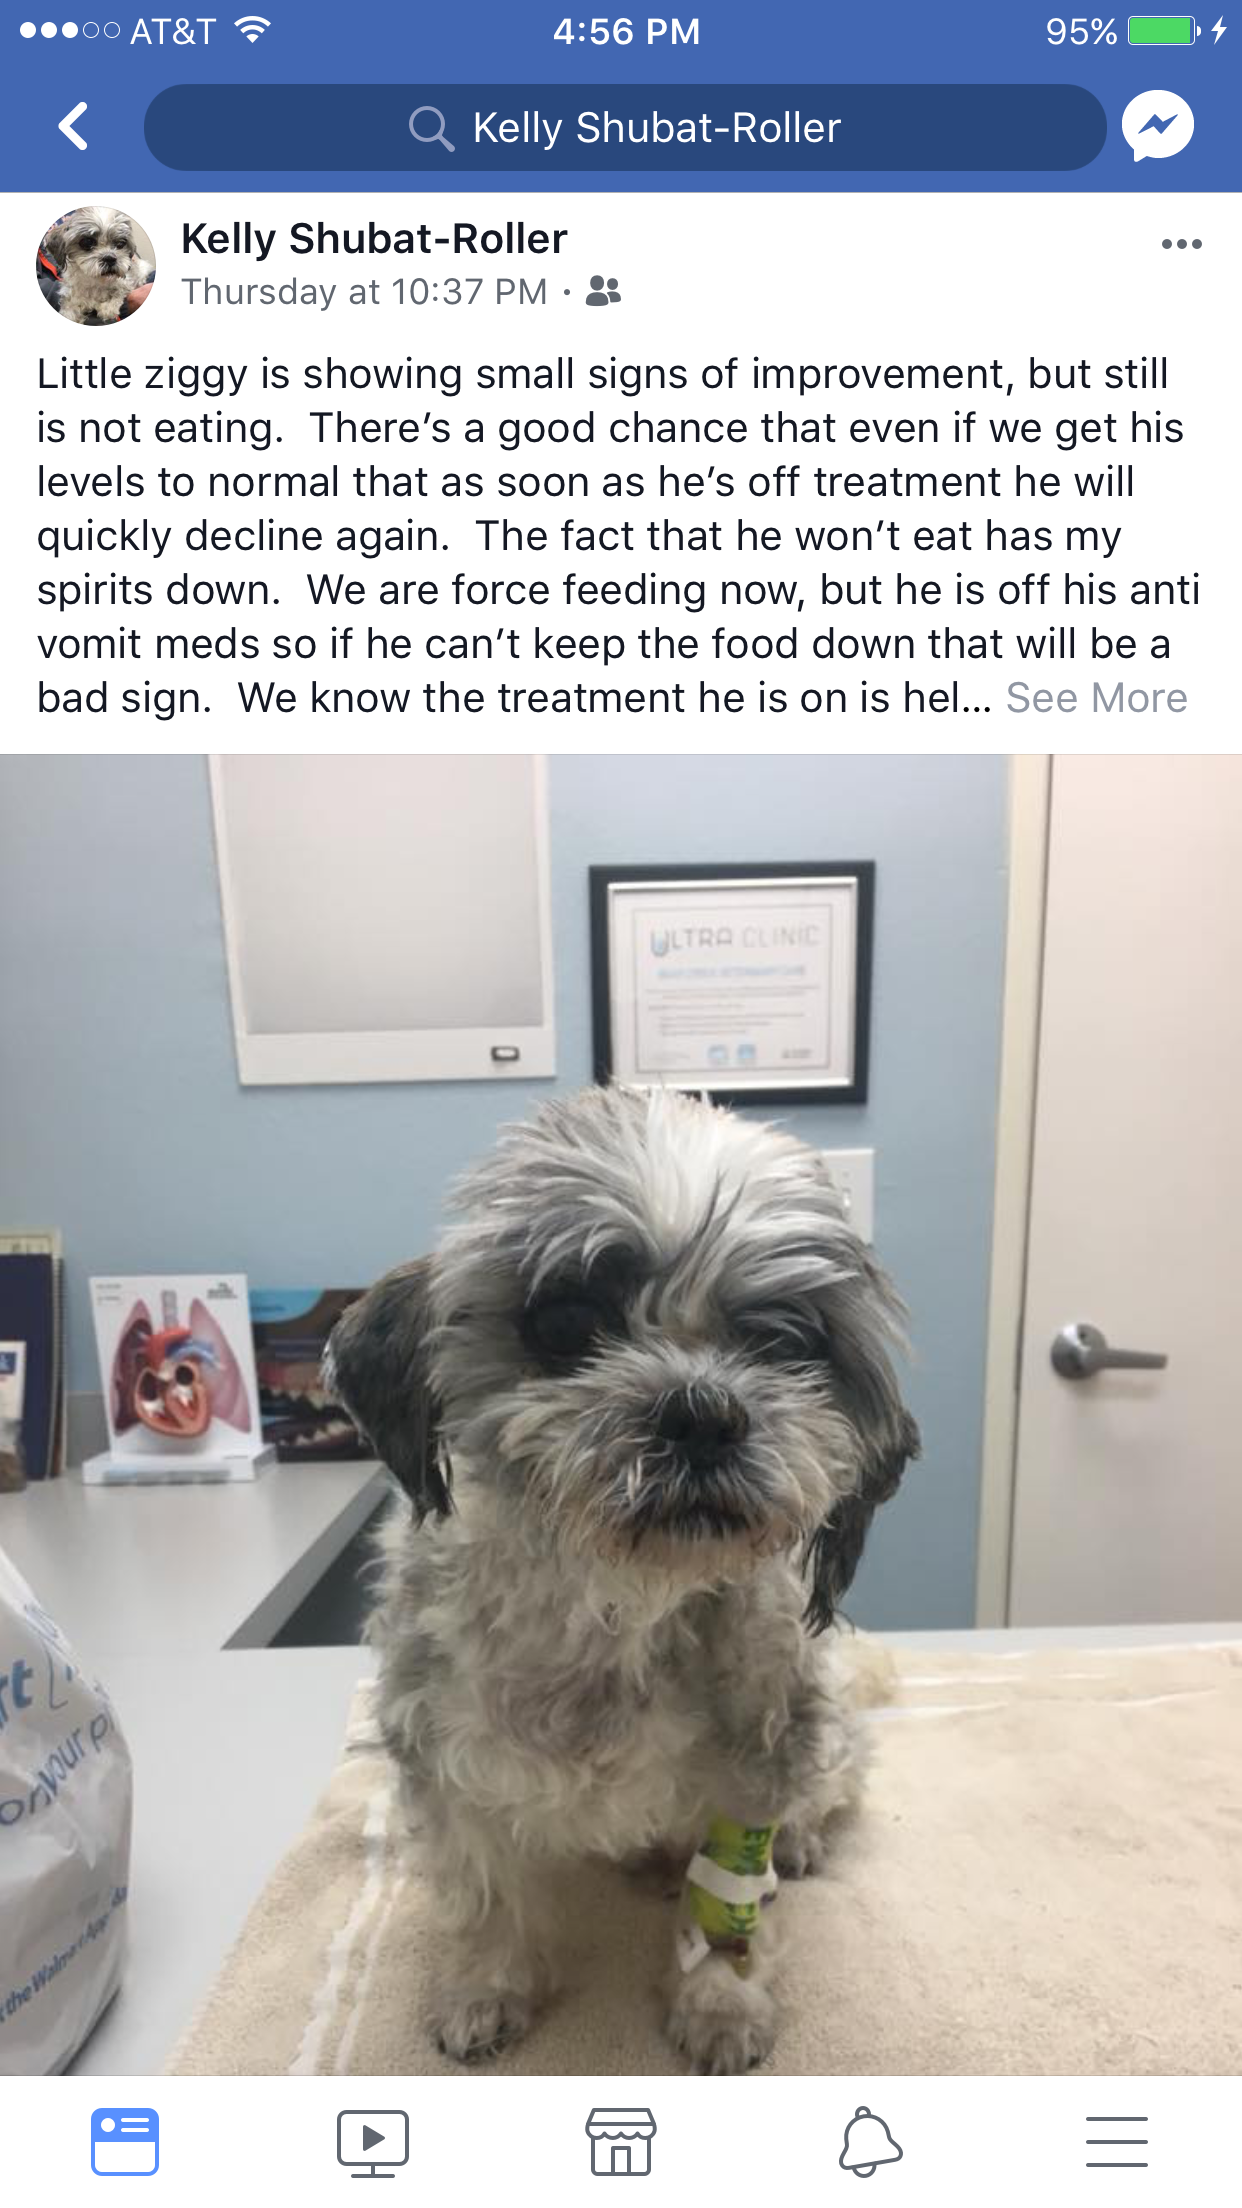 AT&T 4:56 PM 95%
Kelly Shubat-Roller
Kelly Shubat-Roller
Thursday at 10:37 PM ·
Little ziggy is showing small signs of improvement, but still
is not eating.  There's a good chance that even if we get his
levels to normal that as soon as he's off treatment he will
quickly decline again.  The fact that he won't eat has my
spirits down.  We are force feeding now, but he is off his anti
vomit meds so if he can't keep the food down that will be a
bad sign.  We know the treatment he is on is hel... See More
ULTRA CLINIC
rt
on your p
the Walmart App